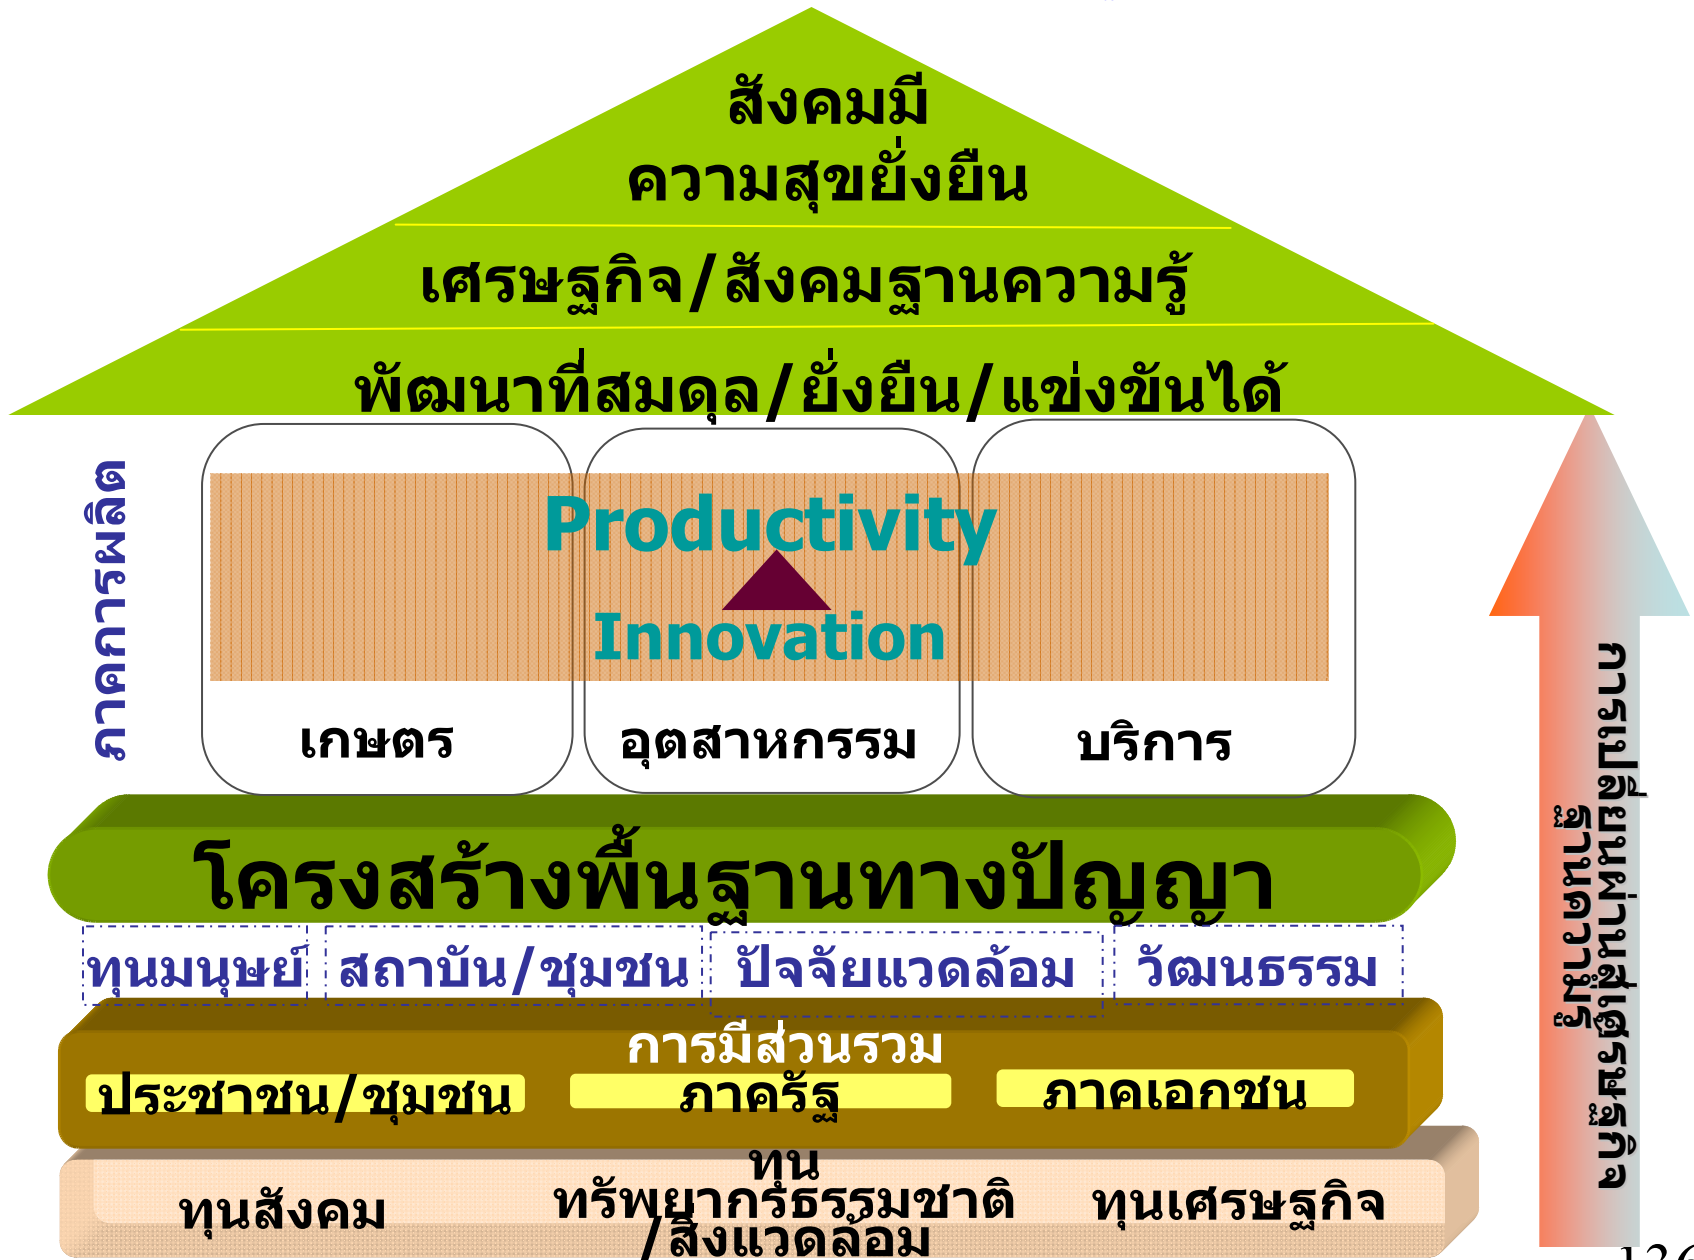 สังคมมี
ความสุขยั่งยืน
เศรษฐกิจ/สังคมฐานความรู้
พัฒนาที่สมดุล/ยั่งยืน/แข่งขันได้
ภาคการผลิต
Productivity
Innovation
เกษตร
อุตสาหกรรม
บริการ
โครงสร้างพื้นฐานทางปัญญา
ทุนมนุษย์
สถาบัน/ชุมชน
ปัจจัยแวดล้อม
วัฒนธรรม
การมีส่วนรวม
ประชาชน/ชุมชน
ภาครัฐ
ภาคเอกชน
ทุนสังคม
ทุน
ทรัพยากรธรรมชาติ
/สิ่งแวดล้อม
ทุนเศรษฐกิจ
การเปลี่ยนผ่านสู่เศรษฐกิจ
ฐานความรู้